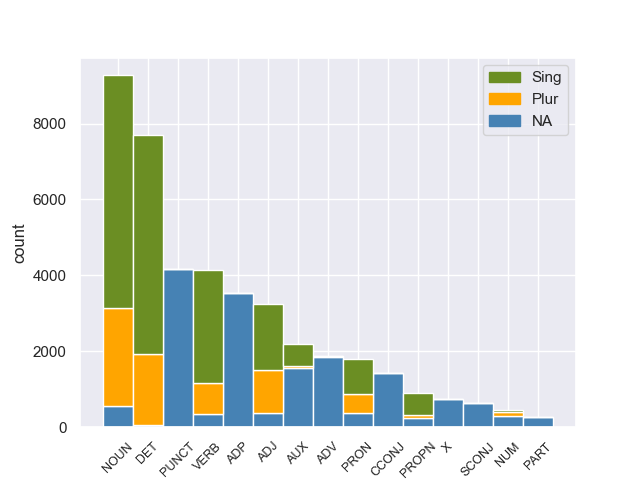 Sing
Plur
NA
8000
6000
4000
2000
0
count
NOUN
DET
PUNCT
VERB
ADP
ADJ
AUX
ADV
PRON
CCONJ
PROPN
X
SCONJ
NUM
PART